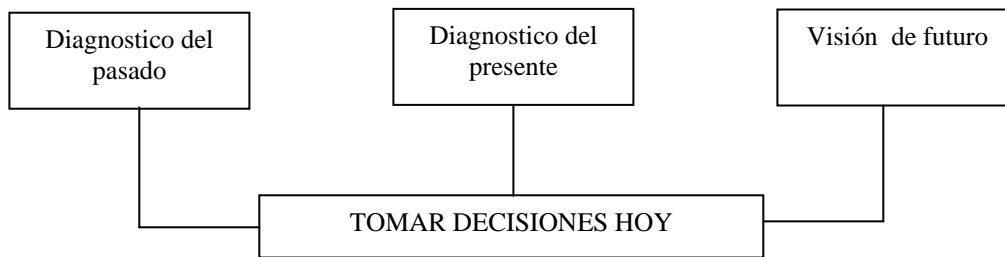 Diagnostico del
pasado
Diagnostico del
presente
Visión de futuro
TOMAR DECISIONES HOY